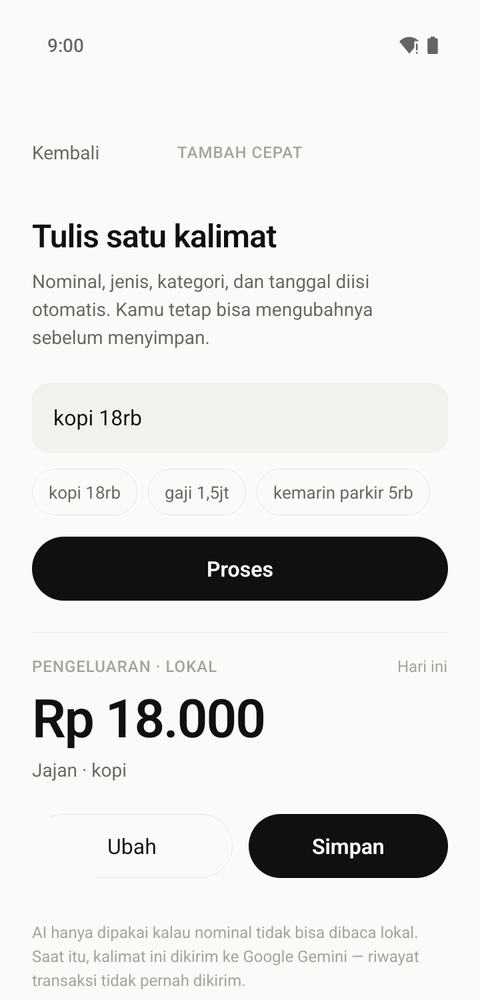 9:00
Kembali
TAMBAH CEPAT
Tulis satu kalimat
Nominal, jenis, kategori, dan tanggal diisi
otomatis. Kamu tetap bisa mengubahnya
sebelum menyimpan.
kopi 18rb
kopi 18rb
gaji 1,5jt
kemarin parkir 5rb
Proses
PENGELUARAN · LOKAL
Hari ini
Rp 18.000
Jajan · kopi
Ubah
Simpan
AI hanya dipakai kalau nominal tidak bisa dibaca lokal.
Saat itu, kalimat ini dikirim ke Google Gemini — riwayat
transaksi tidak pernah dikirim.